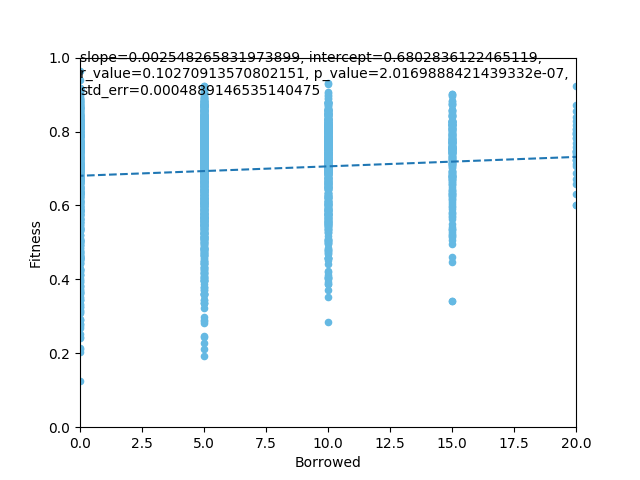 slope=0.002548265831973899, intercept=0.6802836122465119,
r_value=0.10270913570802151, p_value=2.0169888421439332e-07,
std_err=0.0004889146535140475
1.0
0.8
0.6
0.4
0.2
0.0
Fitness
0.0 2.5 5.0 7.5 10.0 12.5 15.0 17.5 20.0
Borrowed